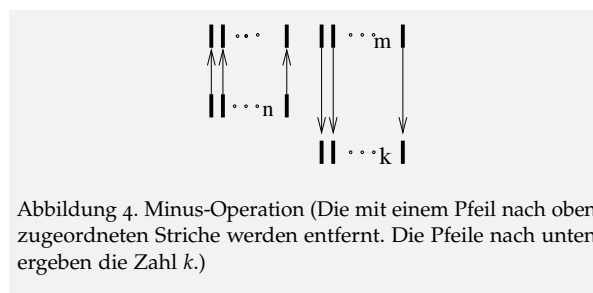 m
n
k
Abbildung 4. Minus-Operation (Die mit einem Pfeil nach oben
zugeordneten Striche werden entfernt. Die Pfeile nach unten
ergeben die Zahl k.)